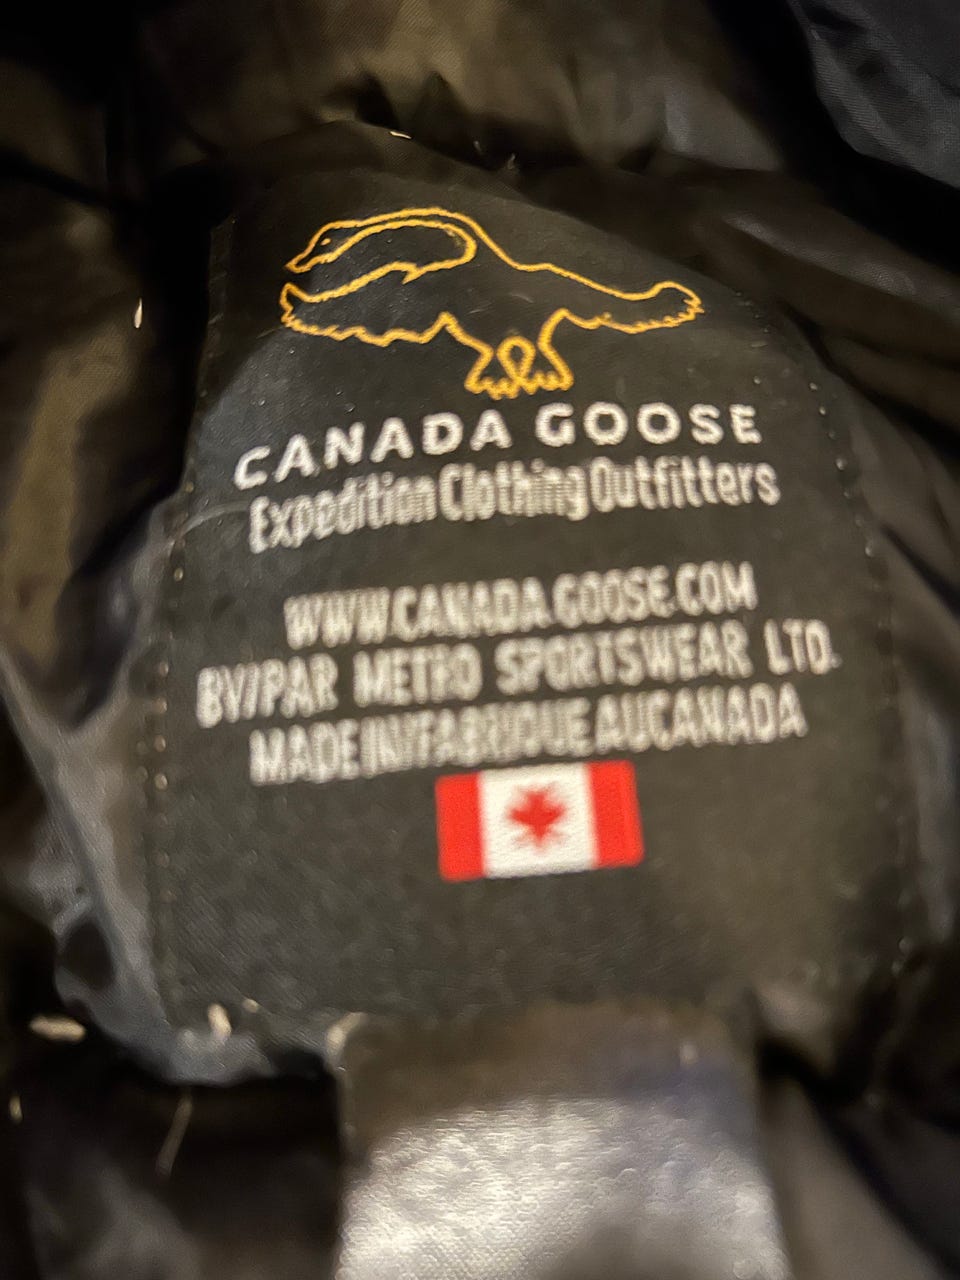 CANADA GOOSE
Expedition Clothing Outfitters
WWW.CANADA.GOOSE.COM
BY/PAR METRO SPORTSWEAR LTD.
MADE IN/FABRIQUE AU CANADA